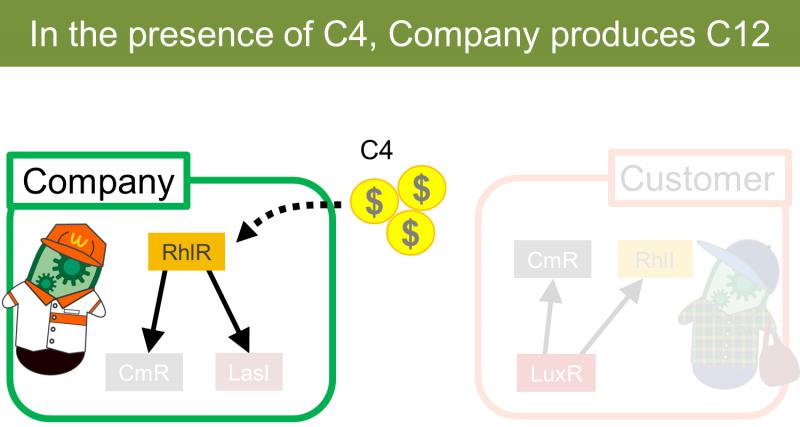 In the presence of C4, Company produces C12
C4
Company
Customer
$
$
$
W
RhlR
CmR
RhlI
CmR
LasI
LuxR